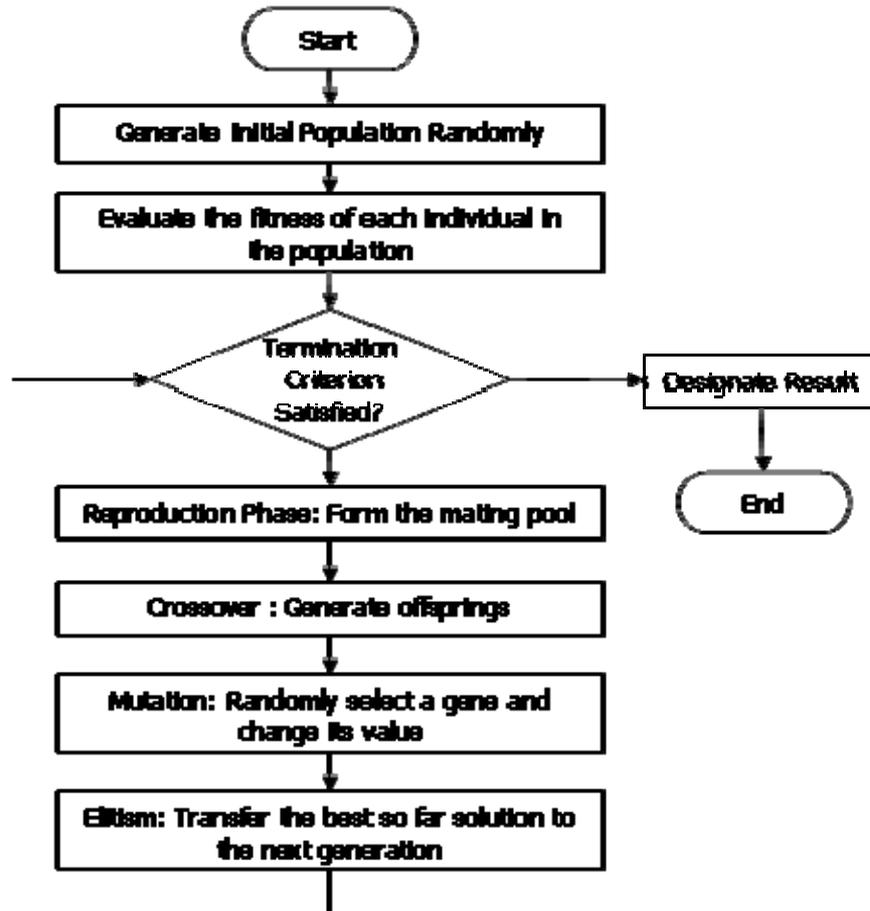 Start
Generate Initial Population Randomly
Evaluate the fitness of each individual in
the population
Termination
Criterion
Satisfied?
Designate Result
End
Reproduction Phase: Form the mating pool
Crossover : Generate offsprings
Mutation: Randomly select a gene and
change its value
Elitism: Transfer the best so far solution to
the next generation